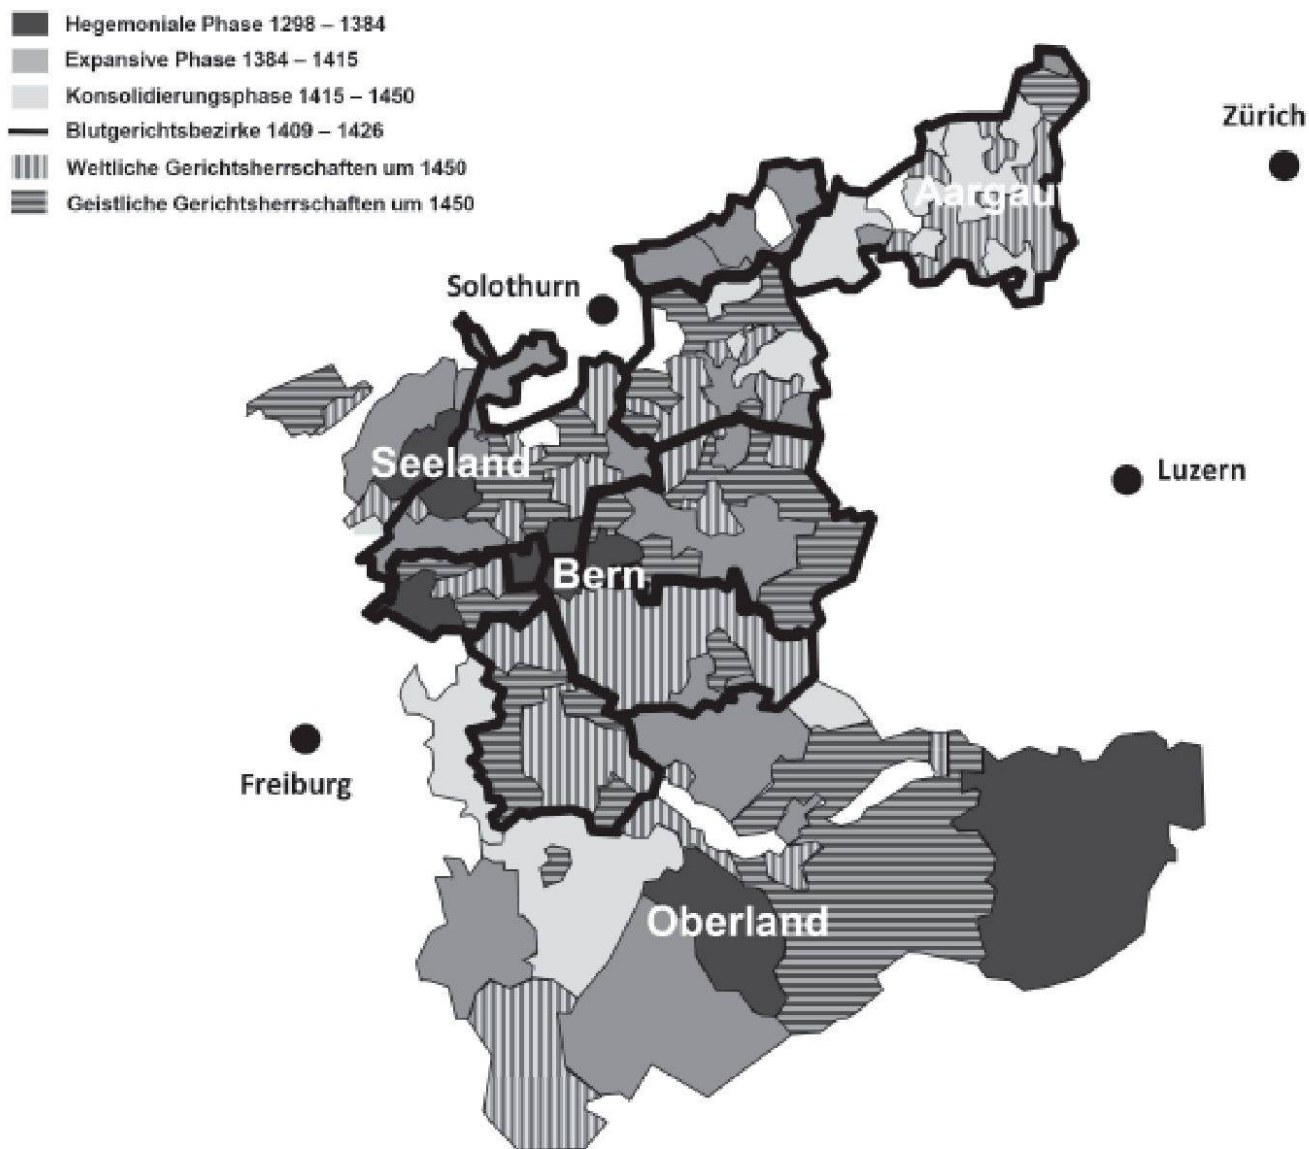 Hegemoniale Phase 1298 – 1384
Expansive Phase 1384 – 1415
Konsolidierungsphase 1415 – 1450
Blutgerichtsbezirke 1409 – 1426
Weltliche Gerichtsherrschaften um 1450
Geistliche Gerichtsherrschaften um 1450
Zürich
Aargau
Solothurn
Seeland
Luzern
Bern
Freiburg
Oberland